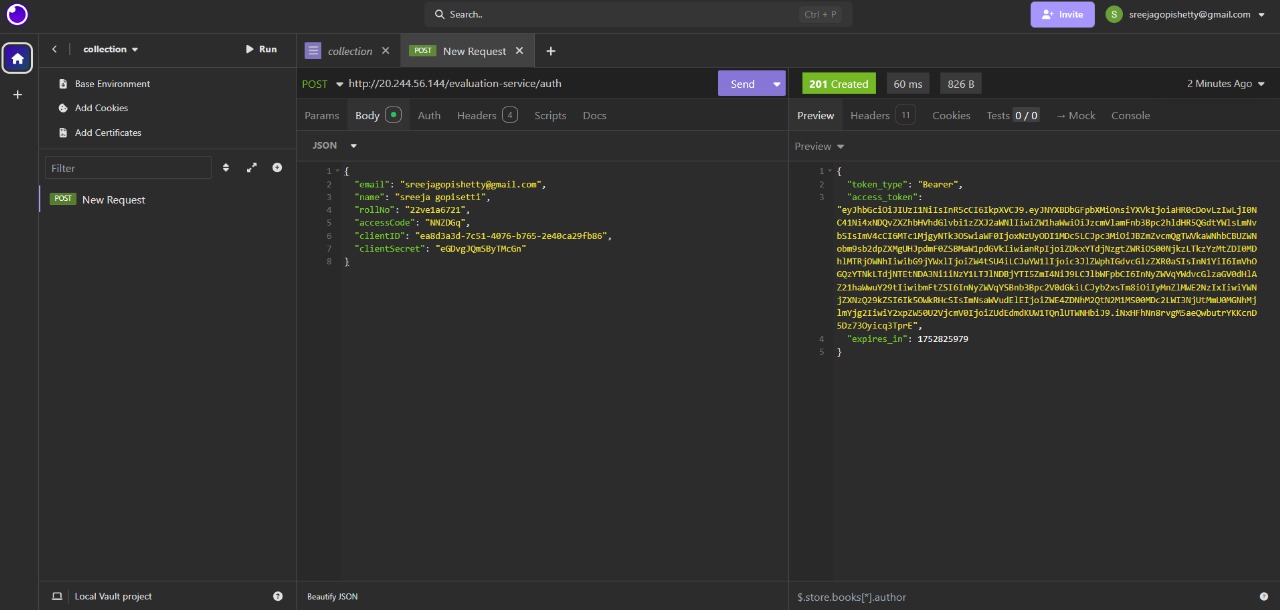 Search..
Ctrl + P
Invite
S
sreejagopishetty@gmail.com
collection
Run
collection
POST New Request
Base Environment
Add Cookies
Add Certificates
Filter
POST New Request
POST http://20.244.56.144/evaluation-service/auth
Send
201 Created
60 ms
826 B
2 Minutes Ago
Params Body Auth Headers 4 Scripts Docs
Preview Headers 11 Cookies Tests 0 / 0 → Mock Console
JSON
Preview
1 {
2 "email": "sreejagopishetty@gmail.com",
3 "name": "sreeja gopisetti",
4 "rollNo": "22ve1a6721",
5 "accessCode": "NNZDGq",
6 "clientID": "ea8d3a3d-7c51-4076-b765-2e40ca29fb86",
7 "clientSecret": "eGDvgJQmSByTMcGn"
8 }
1 {
2 "token_type": "Bearer",
3 "access_token":
4 "expires_in": 1752825979
5 }
Local Vault project
Beautify JSON
$.store.books[*].author